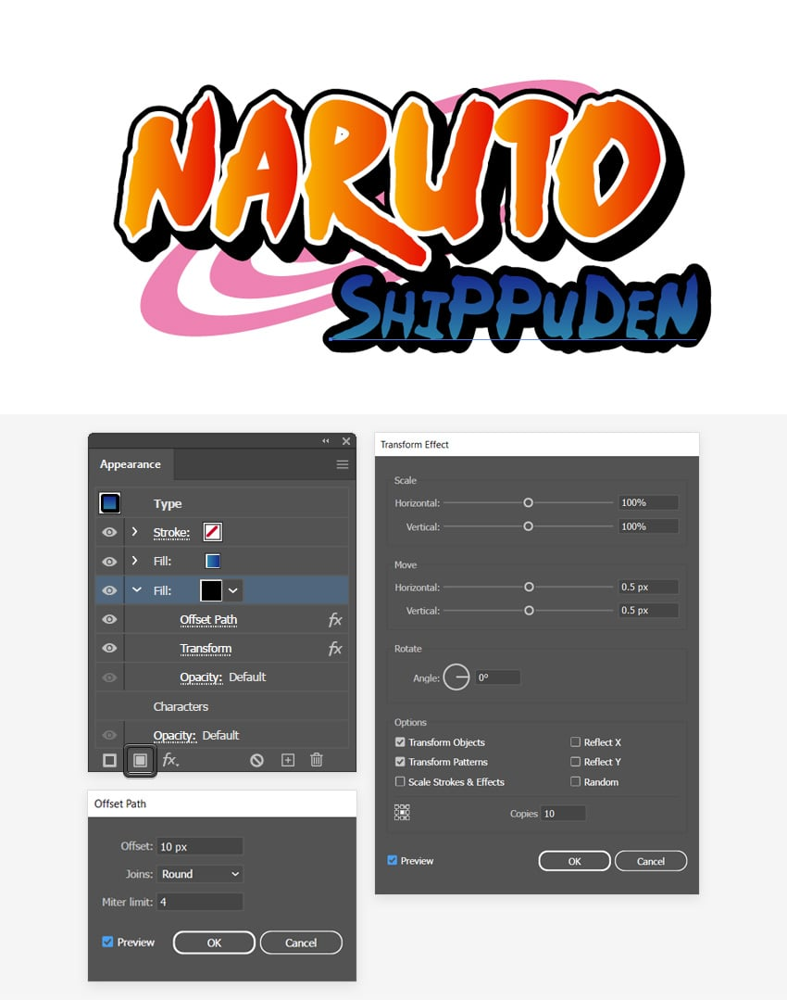 NARUTO
SHIPPUDEN
Appearance
Type
Stroke:
Fill:
Fill:
Offset Path fx
Transform fx
Opacity: Default
Characters
Opacity: Default
fx.
Offset Path
Offset: 10 px
Joins: Round
Miter limit: 4
Preview OK Cancel
Transform Effect
Scale
Horizontal: 100%
Vertical: 100%
Move
Horizontal: 0.5 px
Vertical: 0.5 px
Rotate
Angle: 0°
Options
Transform Objects Reflect X
Transform Patterns Reflect Y
Scale Strokes & Effects Random
Copies 10
Preview OK Cancel